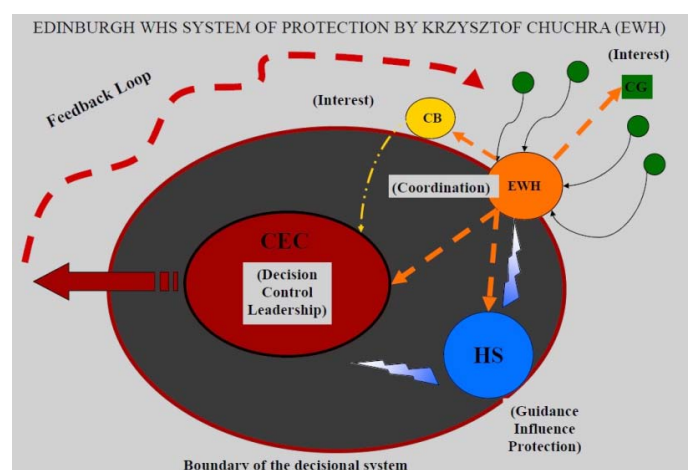 EDINBURGH WHS SYSTEM OF PROTECTION BY KRZYSZTOF CHUCHRA (EWH)
(Interest)
CG
Feedback Loop
(Interest)
CB
(Coordination)
EWH
CEC
(Decision
Control
Leadership)
HS
(Guidance
Influence
Protection)
Boundary of the decisional system